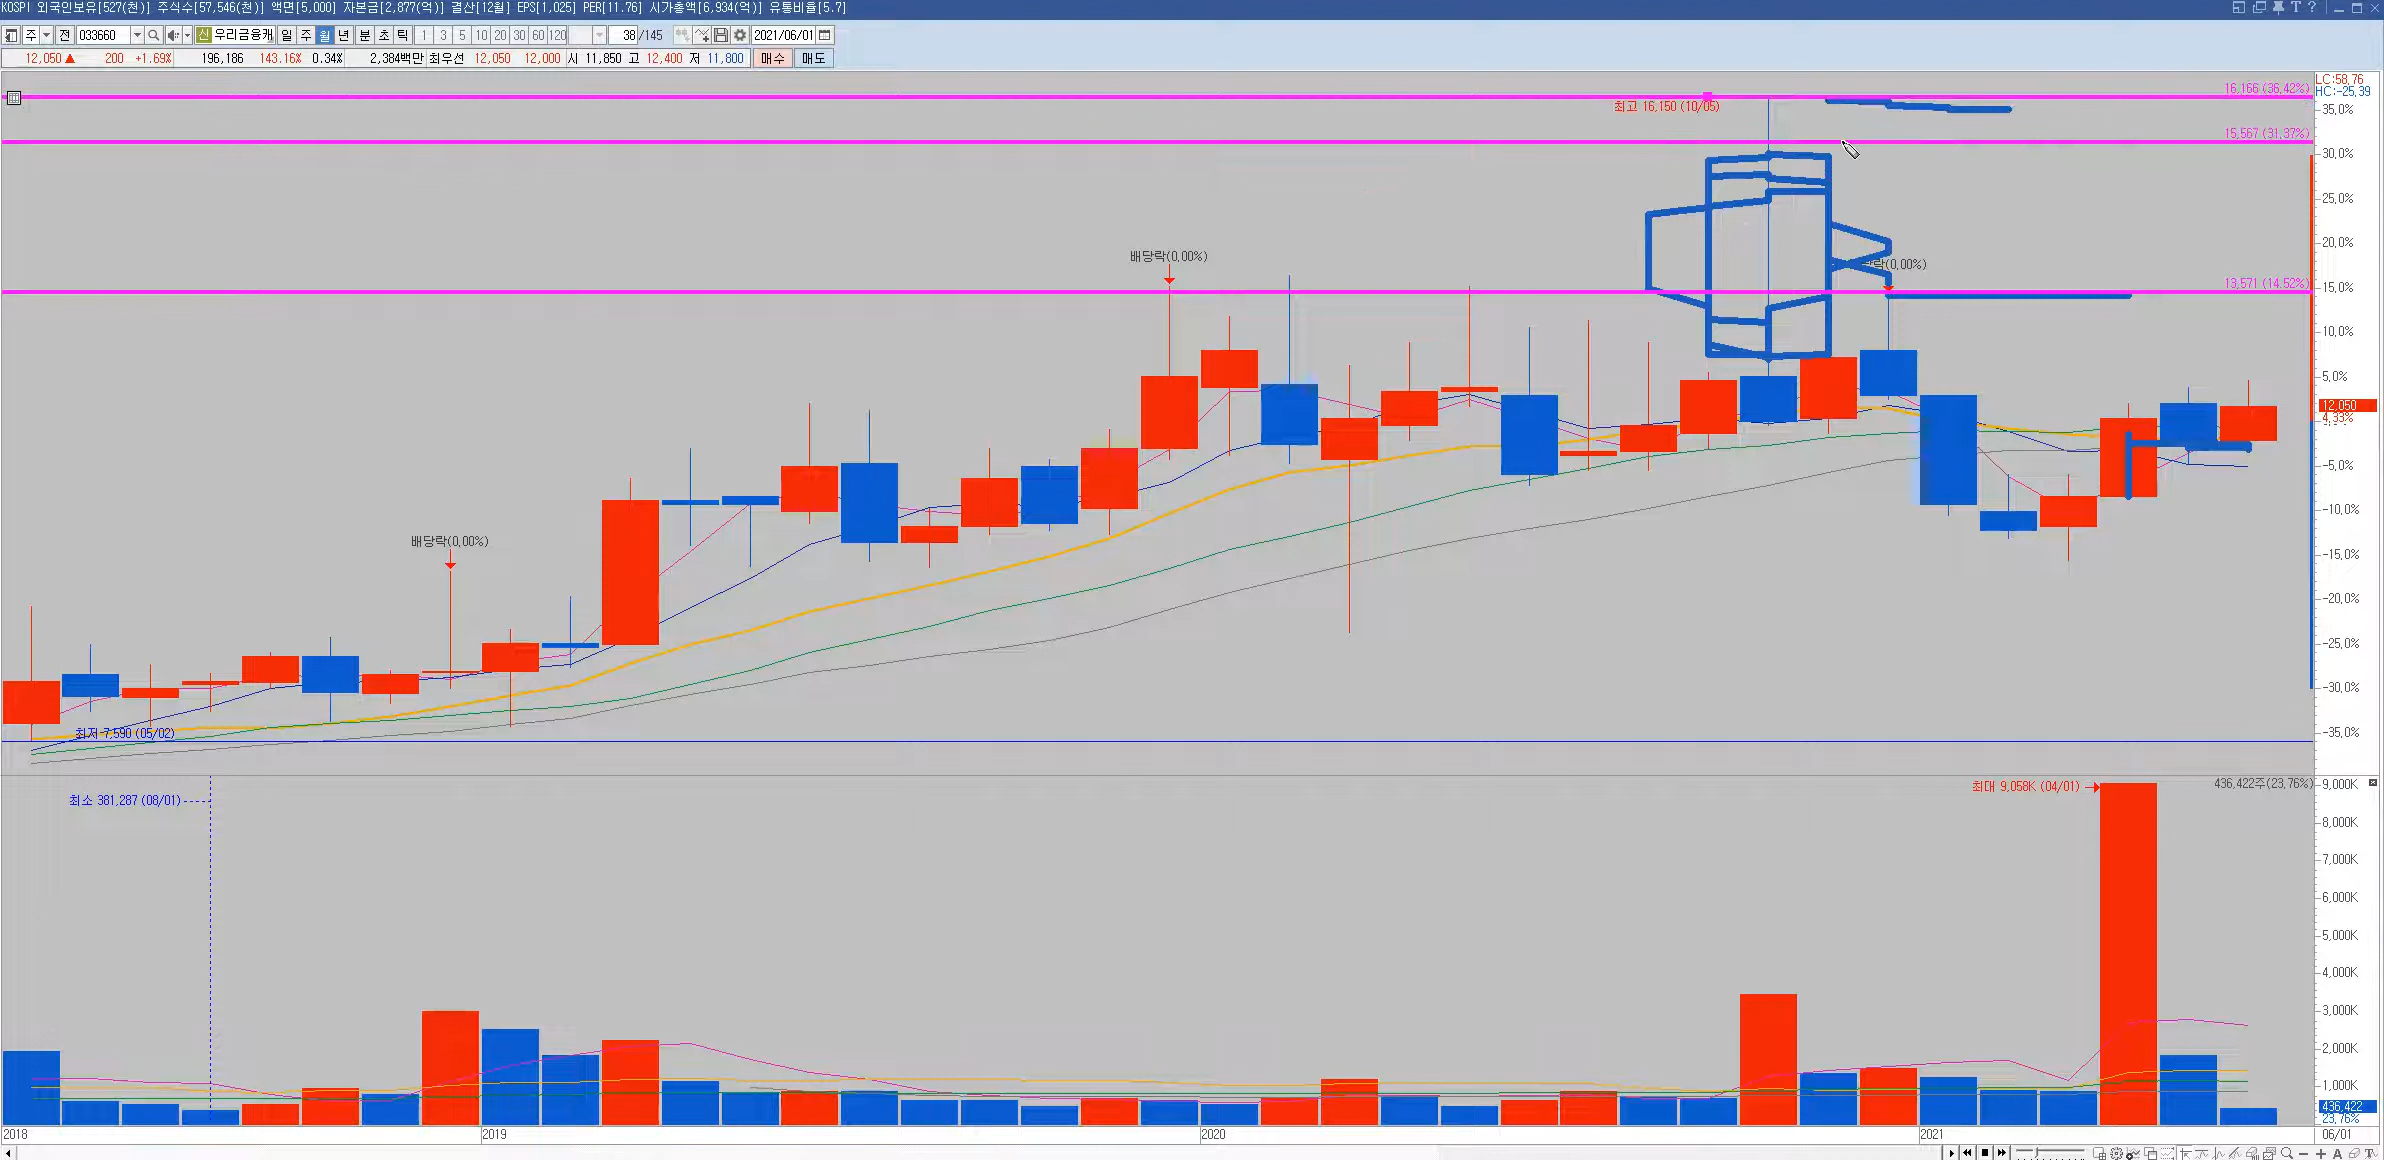 KOSPI 외국인보유[527(천)] 주식수[57,546(천)] 액면[5,000] 자본금[2,877(억)] 결산[12월] EPS[1,025] PER[11.76] 시가총액[6,934(억)] 유통비율[5.7]
주 전 033660 신 우리금융캐 일 주 월 년 분 초 틱 1 3 5 10 20 30 60 120 38 /145 2021/06/01
12,050 ▲ 200 +1.69% 196,186 143.16% 0.34% 2,384백만 최우선 12,050 12,000 시 11,850 고 12,400 저 11,800 매수 매도
LC:58,76
HC:-25,39
16,166 (36,42%)
최고 16,150 (10/05)
35,0%
15,567 (31,37%)
30,0%
25,0%
20,0%
배당락(0,00%)
락(0,00%)
13,571 (14,52%)
15,0%
10,0%
5,0%
12,050
4,33%
-5,0%
-10,0%
배당락(0,00%)
-15,0%
-20,0%
-25,0%
-30,0%
최저 7,590 (05/02)
-35,0%
최대 9,058K (04/01)
436,422주(23,76%)
9,000K
최소 381,287 (08/01)
8,000K
7,000K
6,000K
5,000K
4,000K
3,000K
2,000K
1,000K
436,422
23,76%
2018 2019 2020 2021 06/01